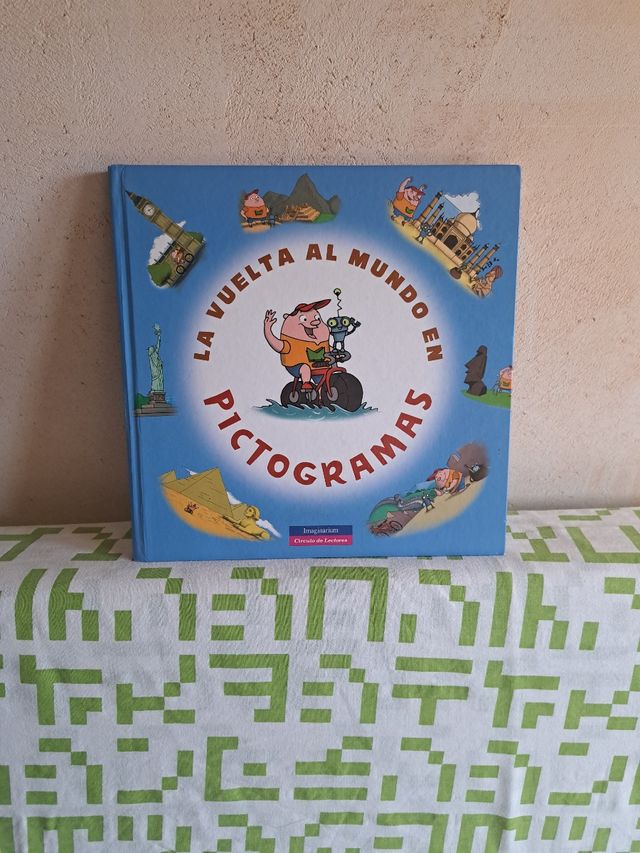 LA VUELTA AL MUNDO EN
PICTOGRAMAS
Imaginarium
Círculo de Lectores